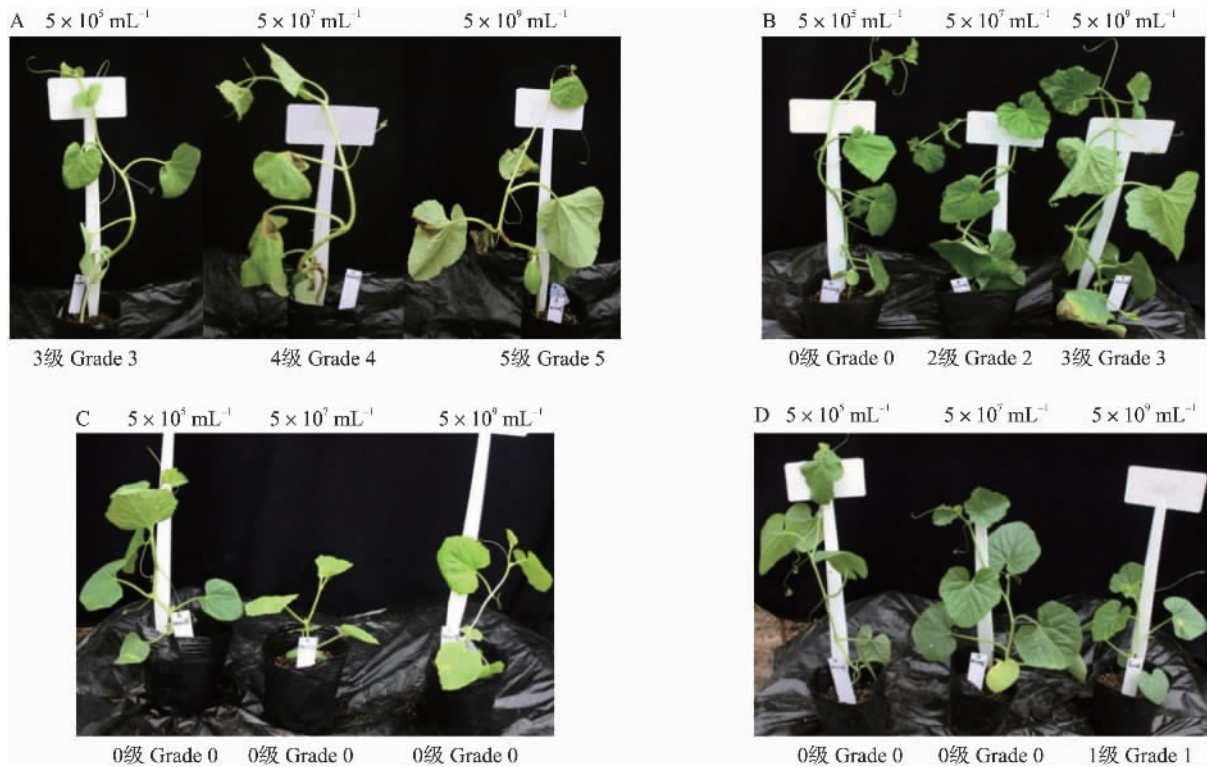 A 5 × 10⁵ mL⁻¹ 5 × 10⁷ mL⁻¹ 5 × 10⁹ mL⁻¹
3级 Grade 3 4级 Grade 4 5级 Grade 5
B 5 × 10⁵ mL⁻¹ 5 × 10⁷ mL⁻¹ 5 × 10⁹ mL⁻¹
0级 Grade 0 2级 Grade 2 3级 Grade 3
C 5 × 10⁵ mL⁻¹ 5 × 10⁷ mL⁻¹ 5 × 10⁹ mL⁻¹
0级 Grade 0 0级 Grade 0 0级 Grade 0
D 5 × 10⁵ mL⁻¹ 5 × 10⁷ mL⁻¹ 5 × 10⁹ mL⁻¹
0级 Grade 0 0级 Grade 0 1级 Grade 1